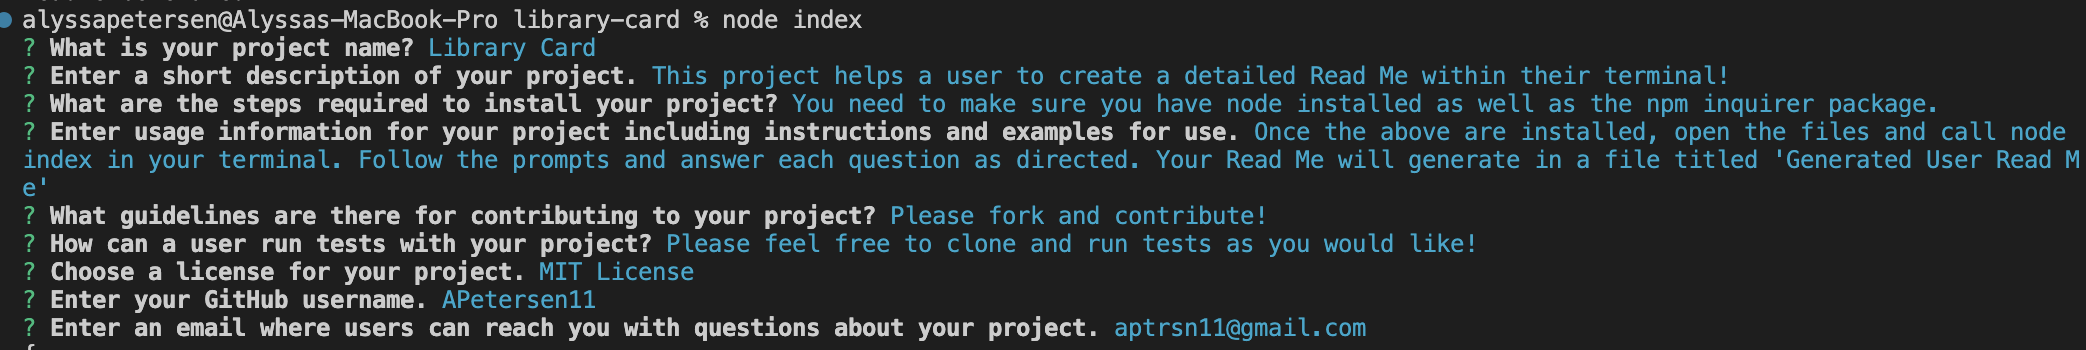 alyssapetersen@Alyssas-MacBook-Pro library-card % node index
? What is your project name? Library Card
? Enter a short description of your project. This project helps a user to create a detailed Read Me within their terminal!
? What are the steps required to install your project? You need to make sure you have node installed as well as the npm inquirer package.
? Enter usage information for your project including instructions and examples for use. Once the above are installed, open the files and call node
index in your terminal. Follow the prompts and answer each question as directed. Your Read Me will generate in a file titled 'Generated User Read M
e'
? What guidelines are there for contributing to your project? Please fork and contribute!
? How can a user run tests with your project? Please feel free to clone and run tests as you would like!
? Choose a license for your project. MIT License
? Enter your GitHub username. APetersen11
? Enter an email where users can reach you with questions about your project. aptrsn11@gmail.com